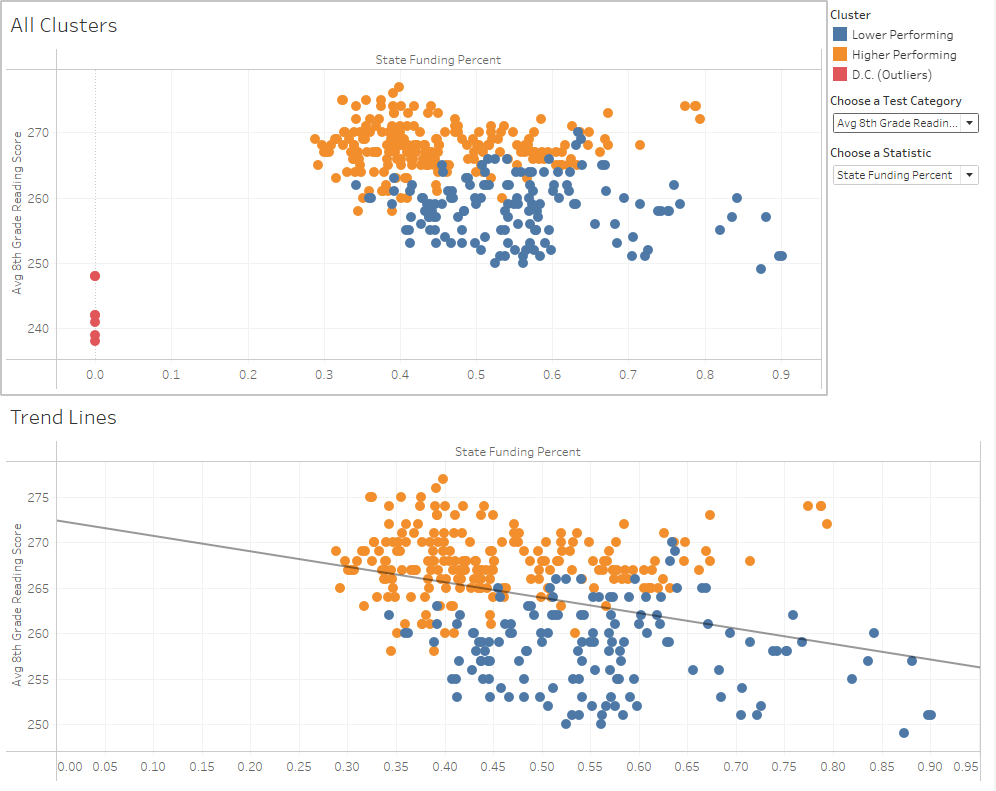 All Clusters
State Funding Percent
Avg 8th Grade Reading Score
270
260
250
240
0.0 0.1 0.2 0.3 0.4 0.5 0.6 0.7 0.8 0.9
Cluster
Lower Performing
Higher Performing
D.C. (Outliers)
Choose a Test Category
Avg 8th Grade Readin...
Choose a Statistic
State Funding Percent
Trend Lines
State Funding Percent
Avg 8th Grade Reading Score
275
270
265
260
255
250
0.00 0.05 0.10 0.15 0.20 0.25 0.30 0.35 0.40 0.45 0.50 0.55 0.60 0.65 0.70 0.75 0.80 0.85 0.90 0.95